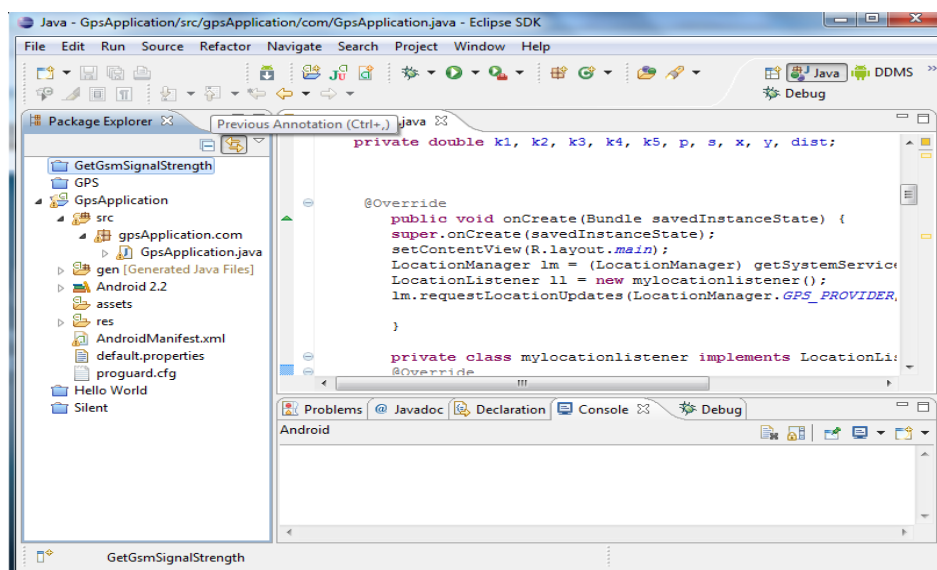 Java - GpsApplication/src/gpsApplication/com/GpsApplication.java - Eclipse SDK
File Edit Run Source Refactor Navigate Search Project Window Help
Java DDMS »
Debug
Package Explorer
Previous Annotation (Ctrl+,)
.java
GetGsmSignalStrength
GPS
GpsApplication
src
gpsApplication.com
GpsApplication.java
gen [Generated Java Files]
Android 2.2
assets
res
AndroidManifest.xml
default.properties
proguard.cfg
Hello World
Silent
private double k1, k2, k3, k4, k5, p, s, x, y, dist;
@Override
public void onCreate(Bundle savedInstanceState) {
super.onCreate(savedInstanceState);
setContentView(R.layout.main);
LocationManager lm = (LocationManager) getSystemService
LocationListener ll = new mylocationlistener();
lm.requestLocationUpdates(LocationManager.GPS_PROVIDER,
}
private class mylocationlistener implements LocationLi
@Override
Problems @ Javadoc Declaration Console Debug
Android
GetGsmSignalStrength